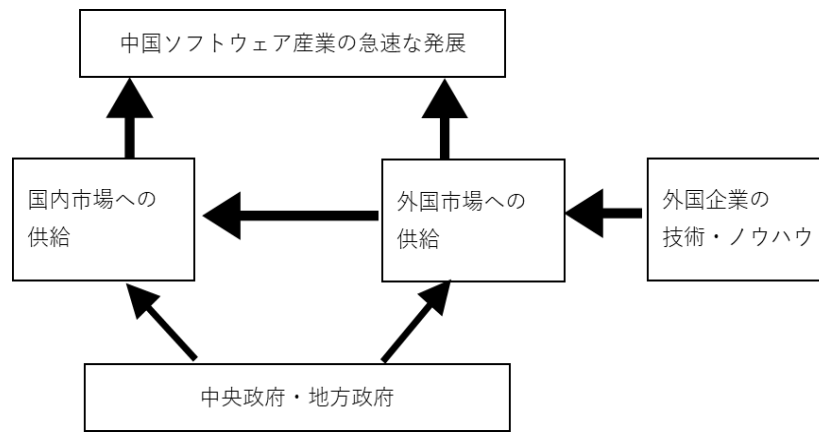 中国ソフトウェア産業の急速な発展
国内市場への
供給
外国市場への
供給
外国企業の
技術・ノウハウ
中央政府・地方政府